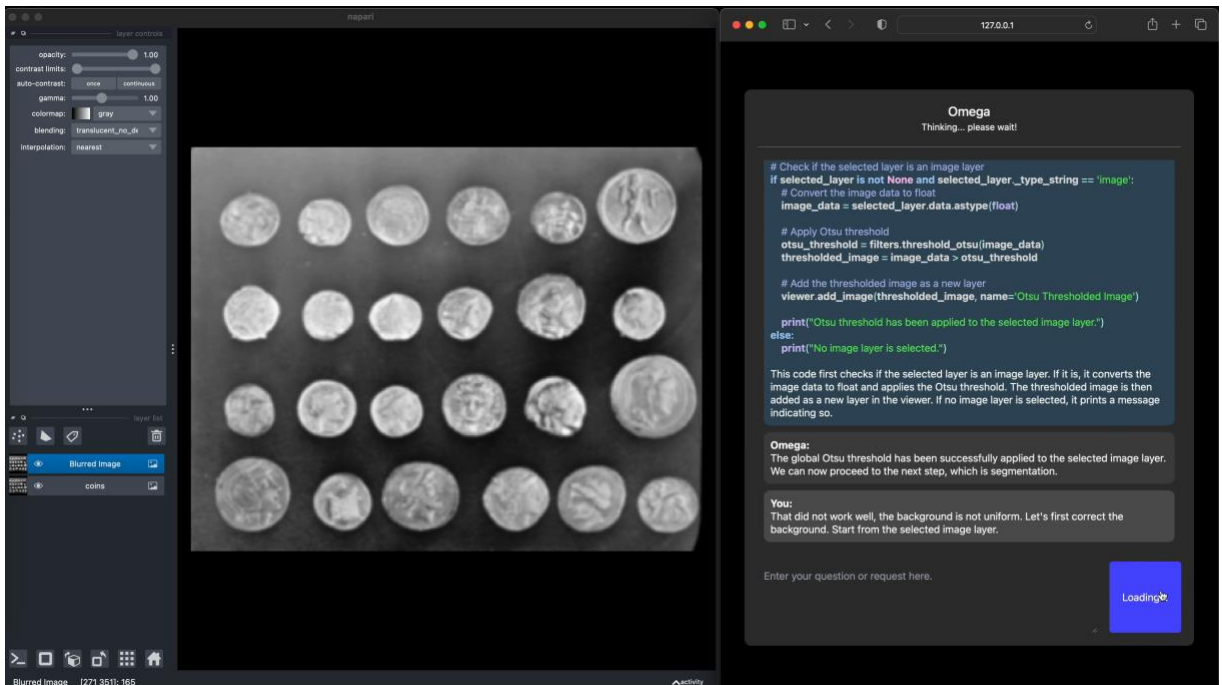 napari
layer controls
opacity:
1.00
contrast limits:
auto-contrast:
once
continuous
gamma:
1.00
colormap:
gray
blending:
translucent_no_de
interpolation:
nearest
layer list
Blurred Image
coins
Blurred Image [271 351]: 165
activity
127.0.0.1
Omega
Thinking... please wait!
# Check if the selected layer is an image layer
if selected_layer is not None and selected_layer._type_string == 'image':
# Convert the image data to float
image_data = selected_layer.data.astype(float)
# Apply Otsu threshold
otsu_threshold = filters.threshold_otsu(image_data)
thresholded_image = image_data > otsu_threshold
# Add the thresholded image as a new layer
viewer.add_image(thresholded_image, name='Otsu Thresholded Image')
print("Otsu threshold has been applied to the selected image layer.")
else:
print("No image layer is selected.")
This code first checks if the selected layer is an image layer. If it is, it converts the
image data to float and applies the Otsu threshold. The thresholded image is then
added as a new layer in the viewer. If no image layer is selected, it prints a message
indicating so.
Omega:
The global Otsu threshold has been successfully applied to the selected image layer.
We can now proceed to the next step, which is segmentation.
You:
That did not work well, the background is not uniform. Let's first correct the
background. Start from the selected image layer.
Enter your question or request here.
Loading